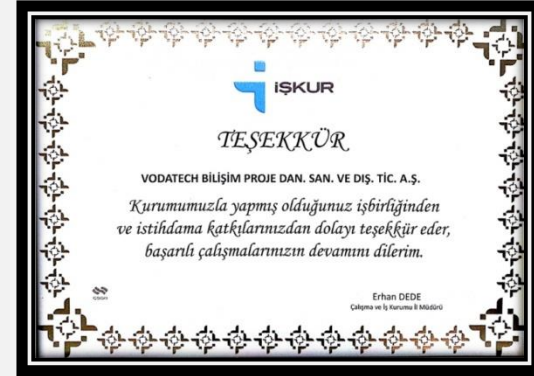 İŞKUR
TEŞEKKÜR
VODATECH BİLİŞİM PROJE DAN. SAN. VE DIŞ. TİC. A.Ş.
Kurumumuzla yapmış olduğunuz işbirliğinden
ve istihdama katkılarınızdan dolayı teşekkür eder,
başarılı çalışmalarınızın devamını dilerim.
Erhan DEDE
Çalışma ve İş Kurumu İl Müdürü